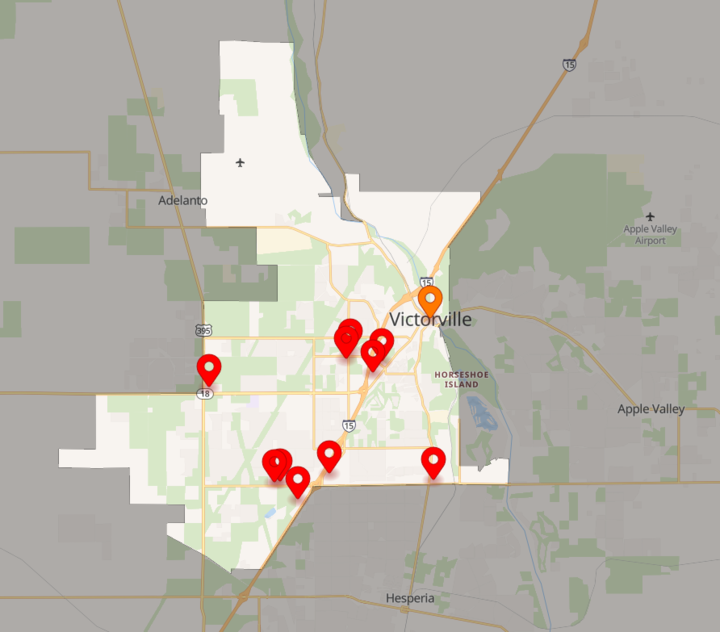 15
Adelanto
Apple Valley
Airport
15
Victorville
395
HORSESHOE
ISLAND
18
Apple Valley
15
Hesperia